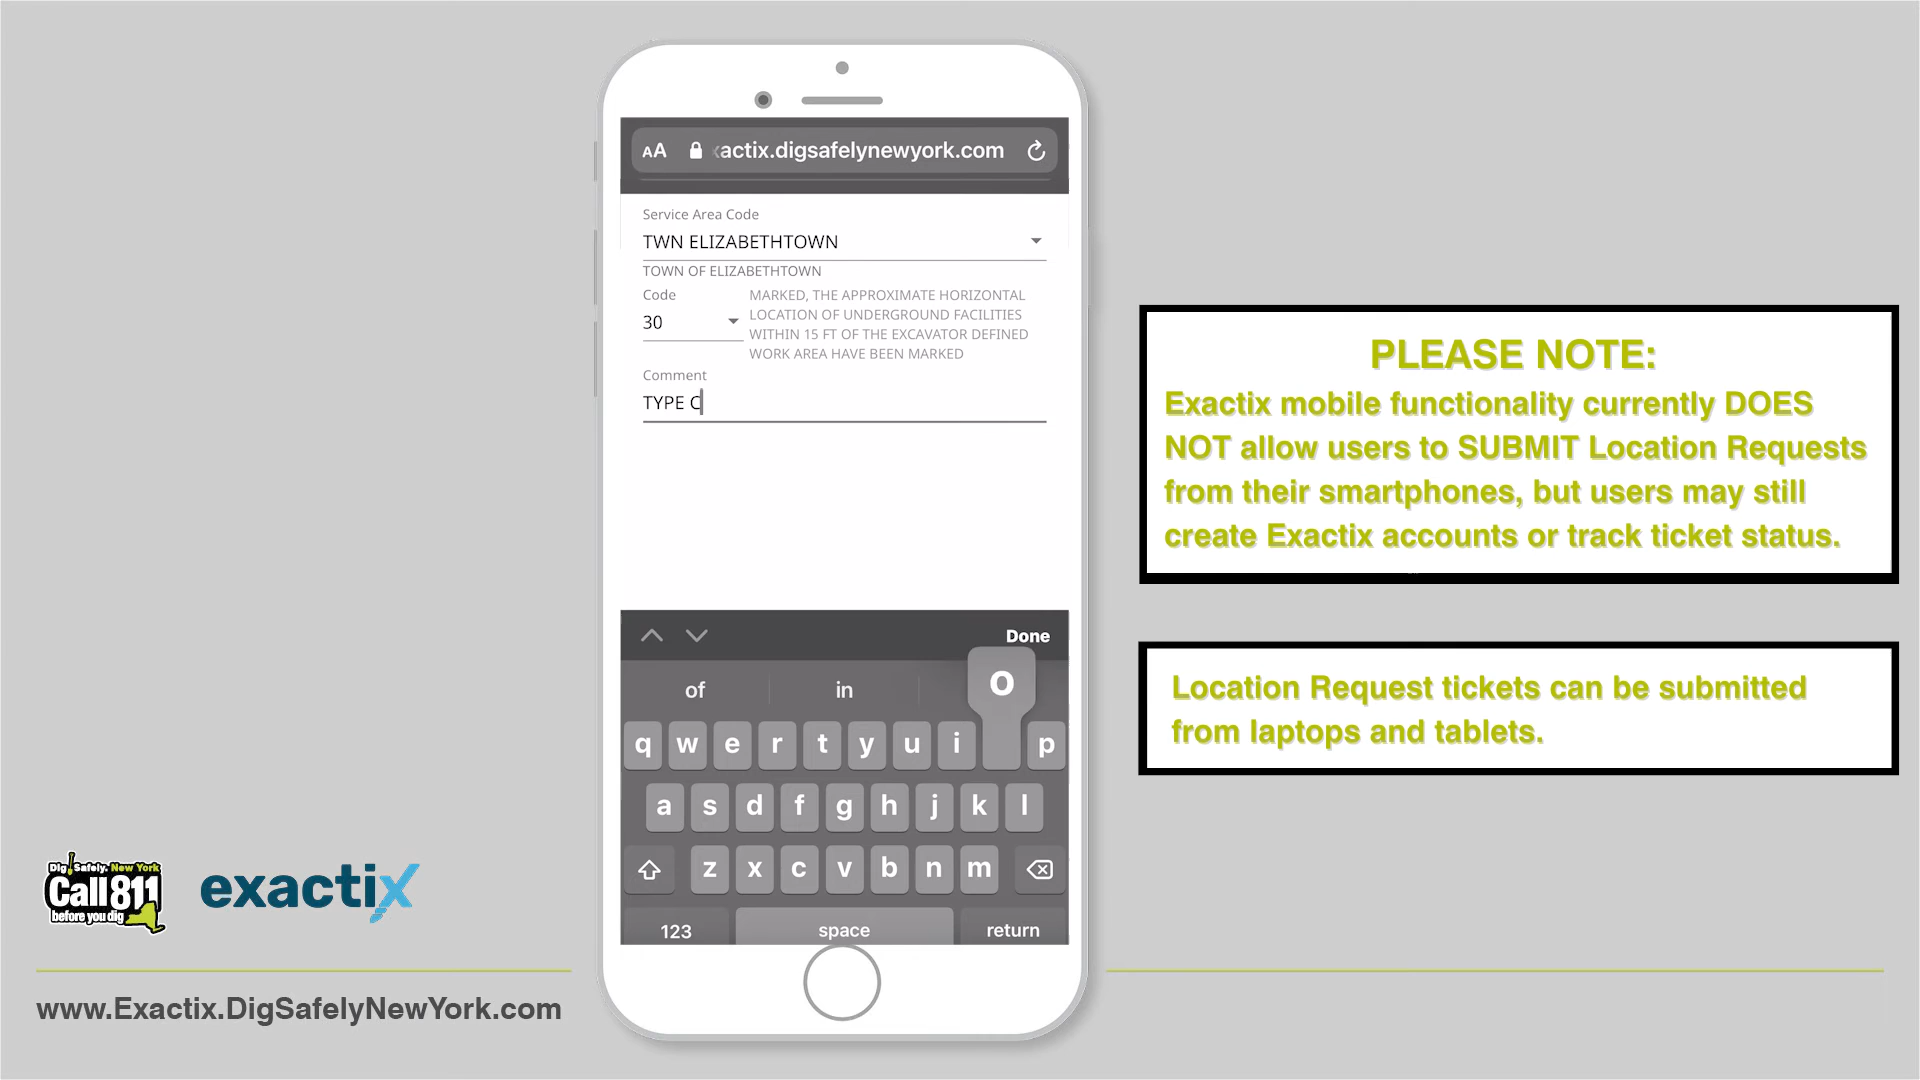 AA actix.digsafelynewyork.com
Service Area Code
TWN ELIZABETHTOWN
TOWN OF ELIZABETHTOWN
Code
30
MARKED, THE APPROXIMATE HORIZONTAL
LOCATION OF UNDERGROUND FACILITIES
WITHIN 15 FT OF THE EXCAVATOR DEFINED
WORK AREA HAVE BEEN MARKED
Comment
TYPE C
Done
of in
o
q w e r t y u i p
a s d f g h j k l
z x c v b n m
123 space return
PLEASE NOTE:
Exactix mobile functionality currently DOES
NOT allow users to SUBMIT Location Requests
from their smartphones, but users may still
create Exactix accounts or track ticket status.
Location Request tickets can be submitted
from laptops and tablets.
Dig Safely. New York
Call 811
before you dig
exactix
www.Exactix.DigSafelyNewYork.com